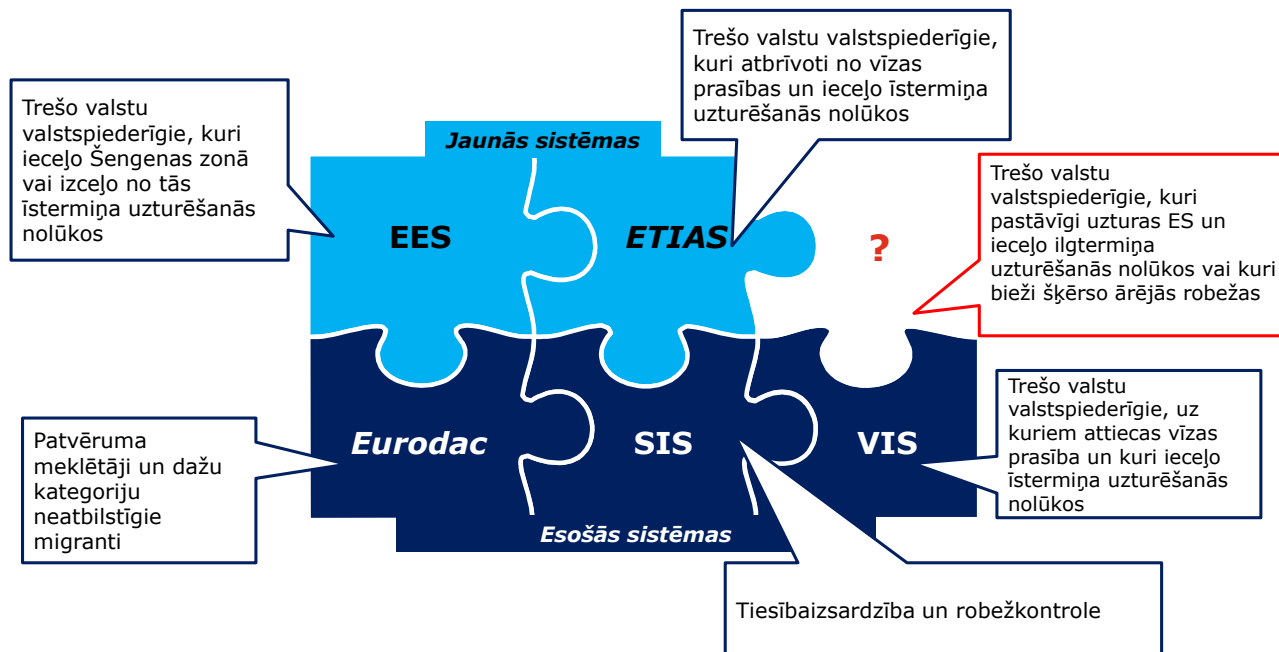 Trešo valstu valstspiederīgie,
kuri atbrīvoti no vīzas
prasības un ieceļo īstermiņa
uzturēšanās nolūkos
Trešo valstu
valstspiederīgie, kuri
ieceļo Šengenas zonā
vai izceļo no tās
īstermiņa uzturēšanās
nolūkos
Jaunās sistēmas
Trešo valstu
valstspiederīgie, kuri
pastāvīgi uzturas ES un
ieceļo ilgtermiņa
uzturēšanās nolūkos vai kuri
bieži šķērso ārējās robežas
EES
ETIAS
?
Trešo valstu
valstspiederīgie, uz
kuriem attiecas vīzas
prasība un kuri ieceļo
īstermiņa uzturēšanās
nolūkos
Patvēruma
meklētāji un dažu
kategoriju
neatbilstīgie
migranti
Eurodac
SIS
VIS
Esošās sistēmas
Tiesībaizsardzība un robežkontrole